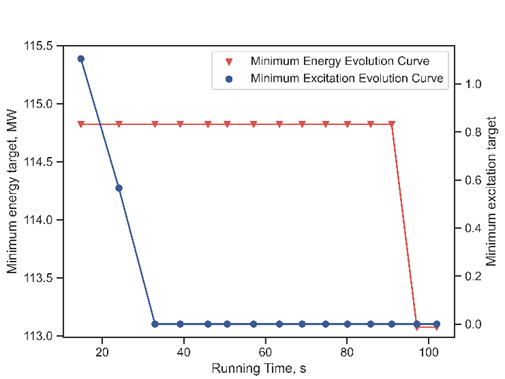 Minimum Energy Evolution Curve
Minimum Excitation Evolution Curve
Minimum energy target, MW
115.5
115.0
114.5
114.0
113.5
113.0
1.0
0.8
0.6
0.4
0.2
0.0
Minimum excitation target
20 40 60 80 100
Running Time, s